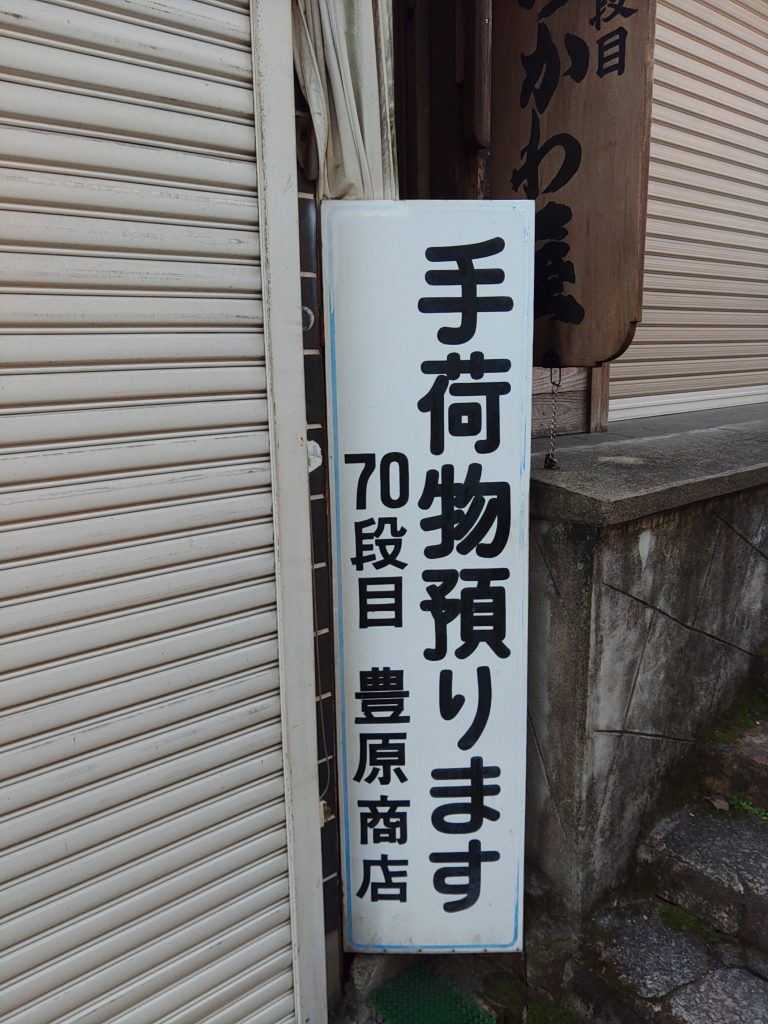 手荷物預ります
70段目 豊原商店
段目
かわ屋